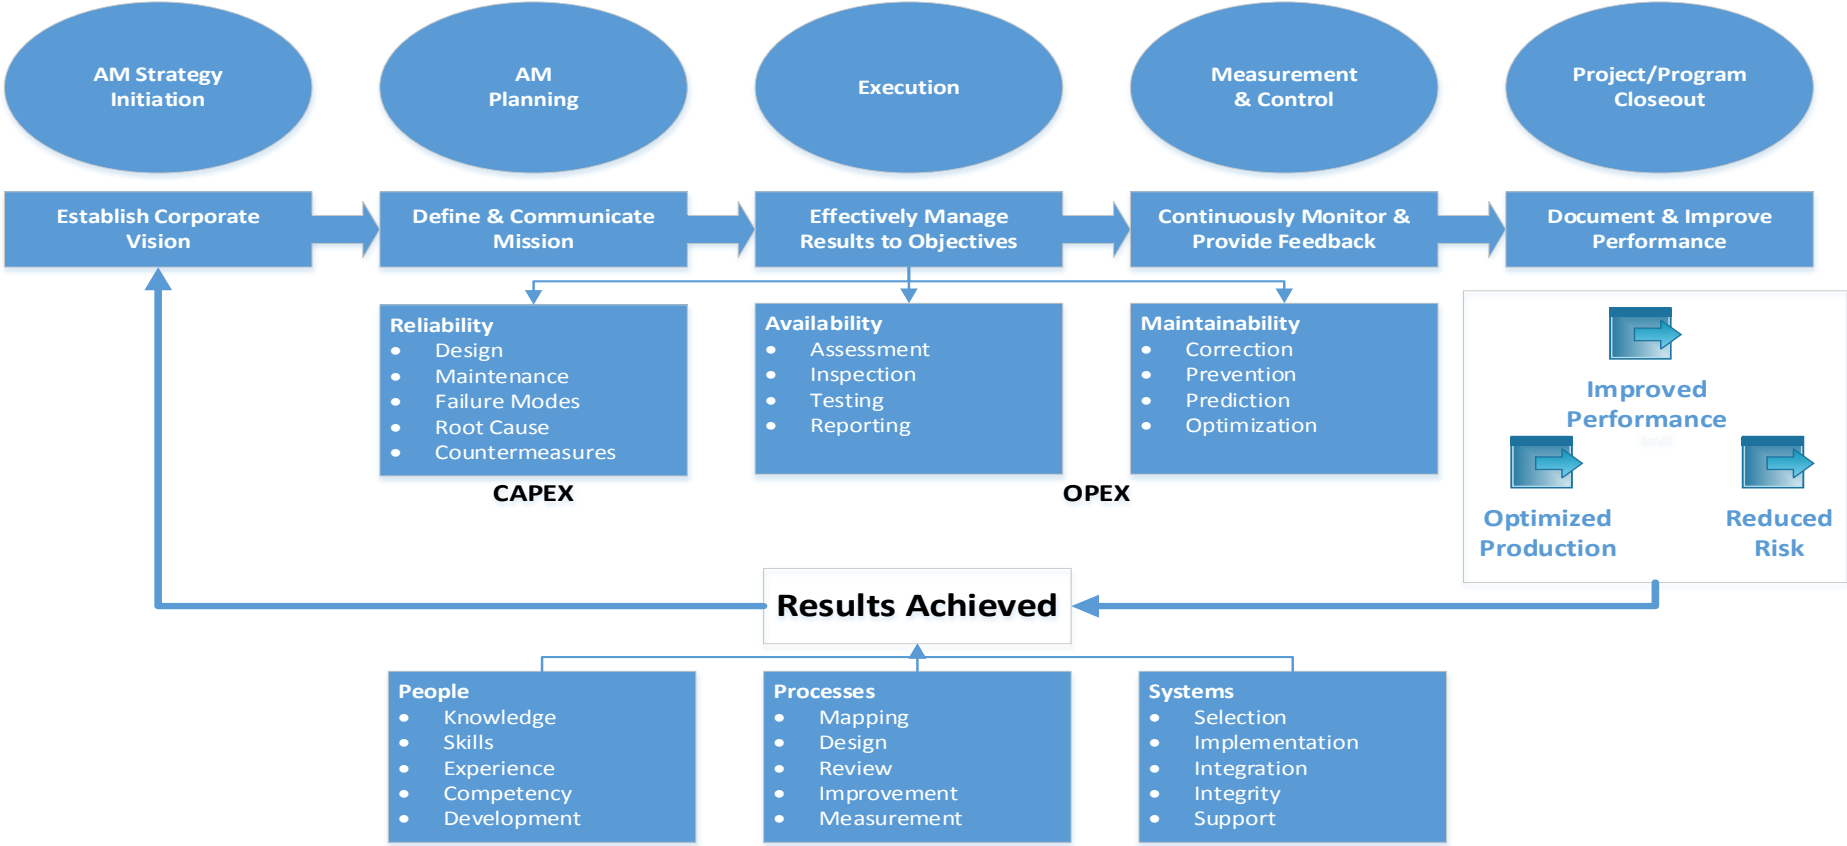 AM Strategy
Initiation
AM
Planning
Execution
Measurement
& Control
Project/Program
Closeout
Establish Corporate
Vision
Define & Communicate
Mission
Effectively Manage
Results to Objectives
Continuously Monitor &
Provide Feedback
Document & Improve
Performance
Reliability
• Design
• Maintenance
• Failure Modes
• Root Cause
• Countermeasures
Availability
• Assessment
• Inspection
• Testing
• Reporting
Maintainability
• Correction
• Prevention
• Prediction
• Optimization
CAPEX
OPEX
Improved
Performance
Optimized
Production
Reduced
Risk
Results Achieved
People
• Knowledge
• Skills
• Experience
• Competency
• Development
Processes
• Mapping
• Design
• Review
• Improvement
• Measurement
Systems
• Selection
• Implementation
• Integration
• Integrity
• Support